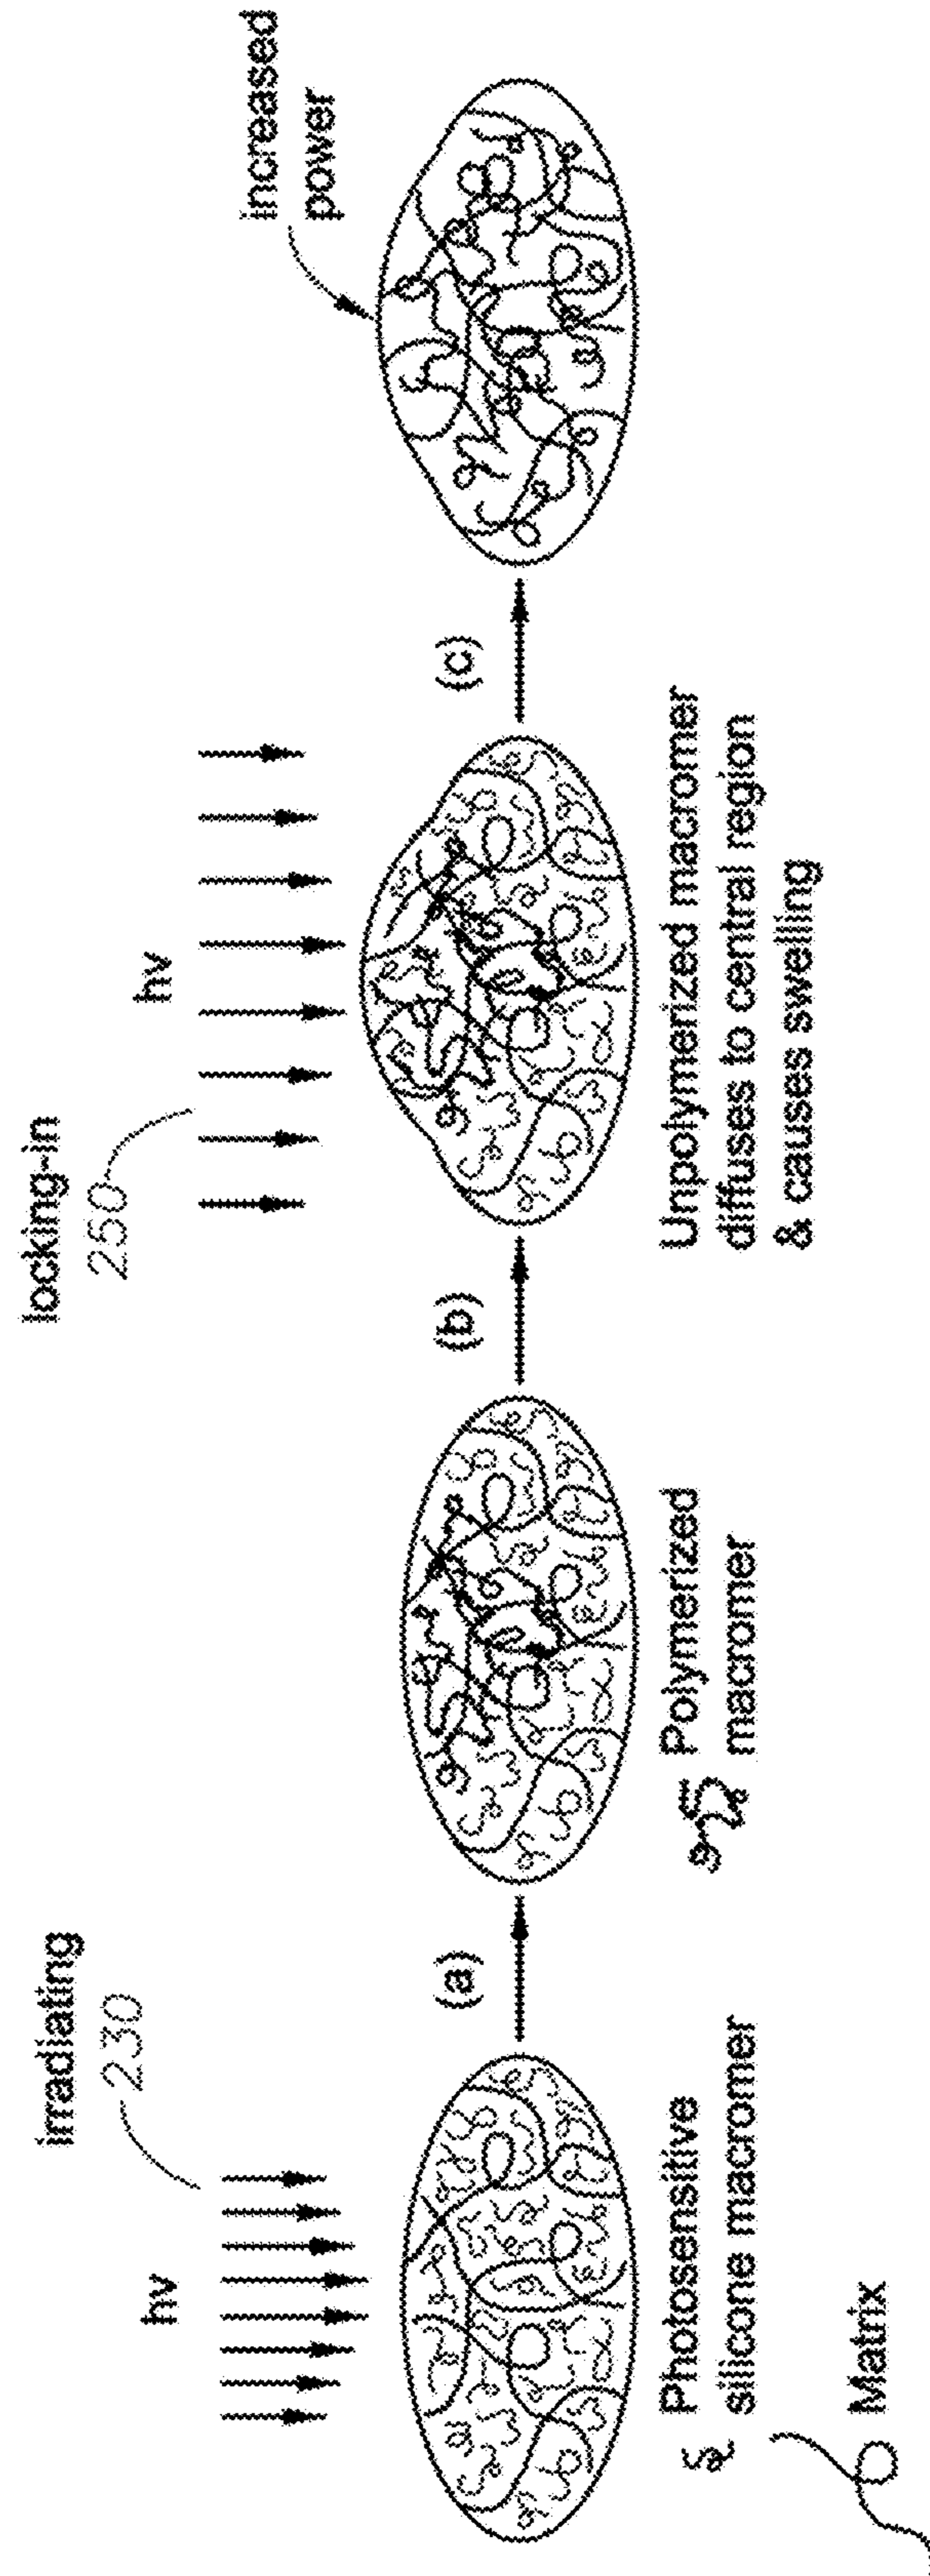 irradiating
230
hv
locking-in
250
hv
increased
power
(a)
(b)
(c)
Photosensitive
silicone macromer
Matrix
Polymerized
macromer
Unpolymerized macromer
diffuses to central region
& causes swelling